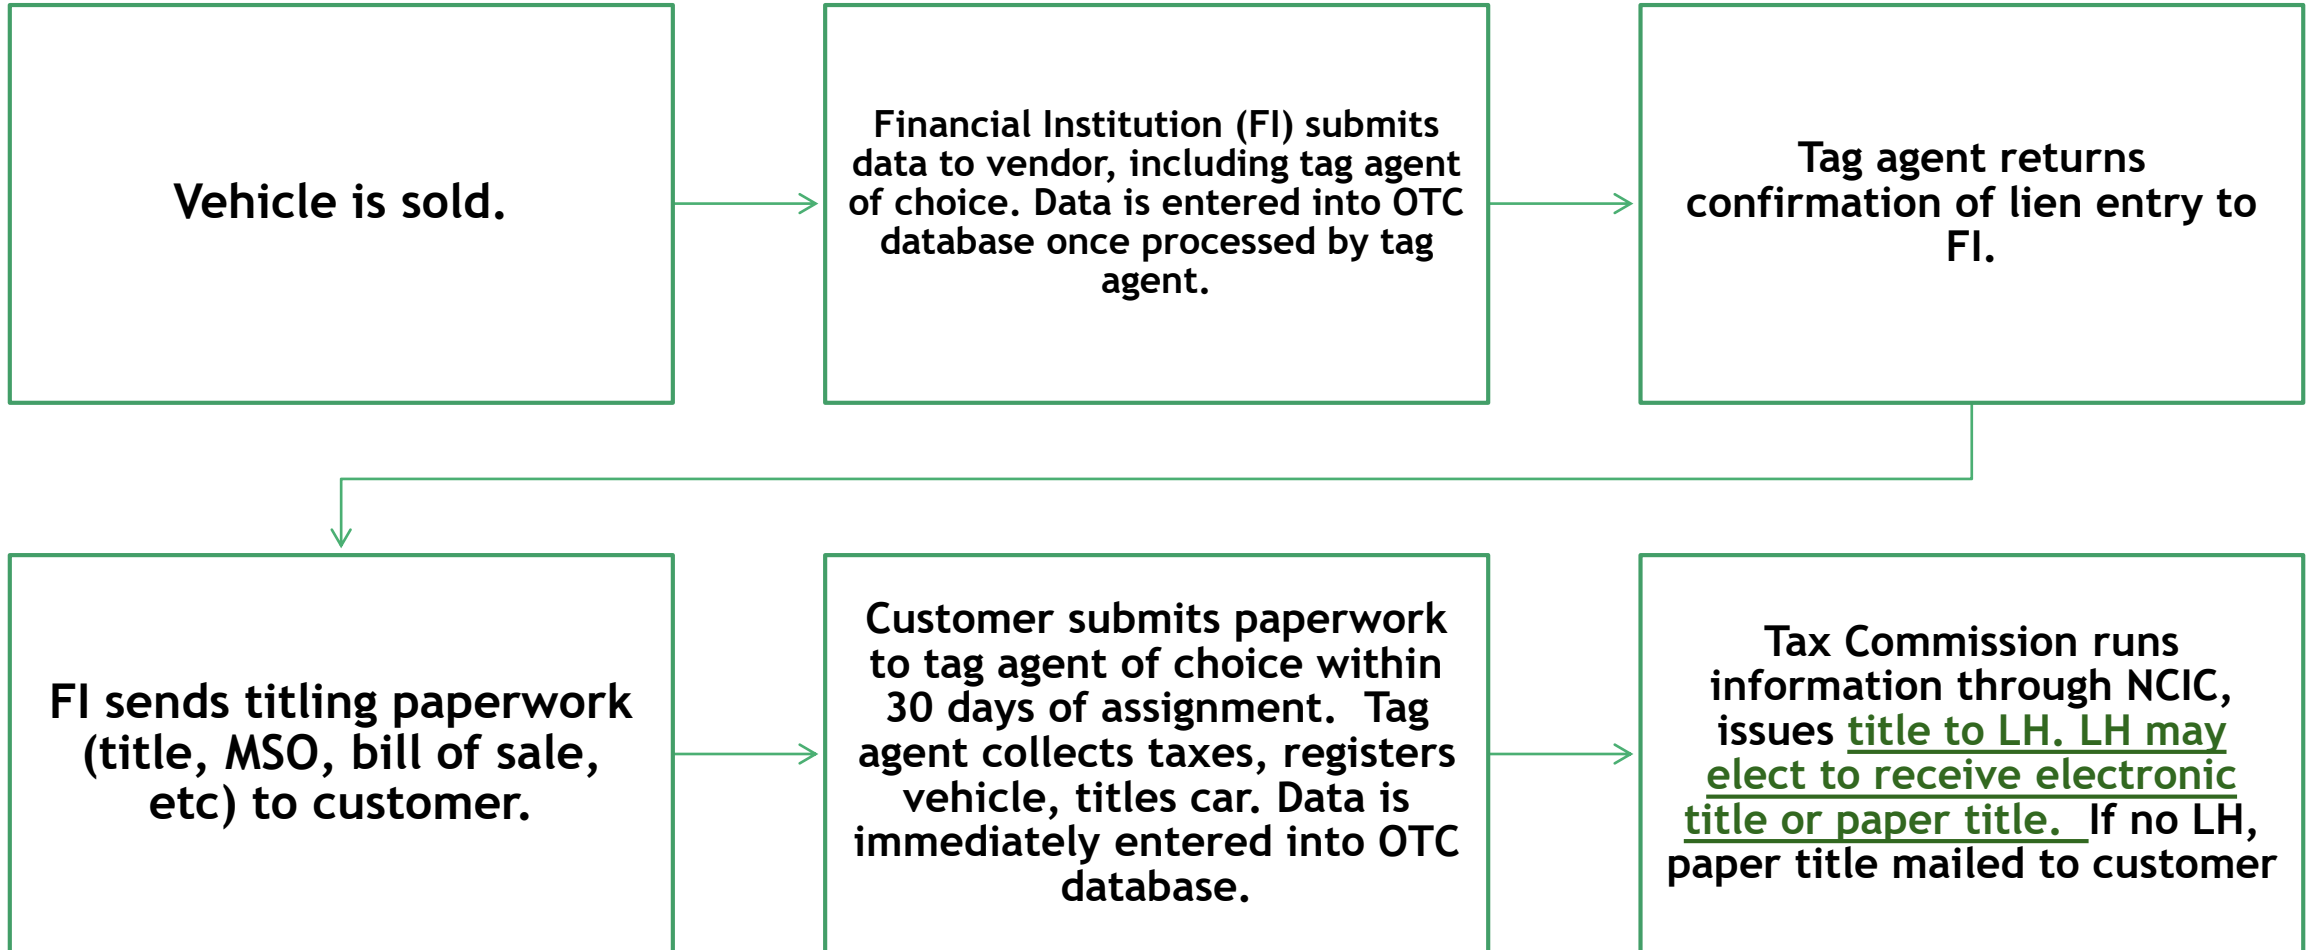 Vehicle is sold.
Financial Institution (FI) submits
data to vendor, including tag agent
of choice. Data is entered into OTC
database once processed by tag
agent.
Tag agent returns
confirmation of lien entry to
FI.
FI sends titling paperwork
(title, MSO, bill of sale,
etc) to customer.
Customer submits paperwork
to tag agent of choice within
30 days of assignment.  Tag
agent collects taxes, registers
vehicle, titles car. Data is
immediately entered into OTC
database.
Tax Commission runs
information through NCIC,
issues title to LH. LH may
elect to receive electronic
title or paper title.  If no LH,
paper title mailed to customer